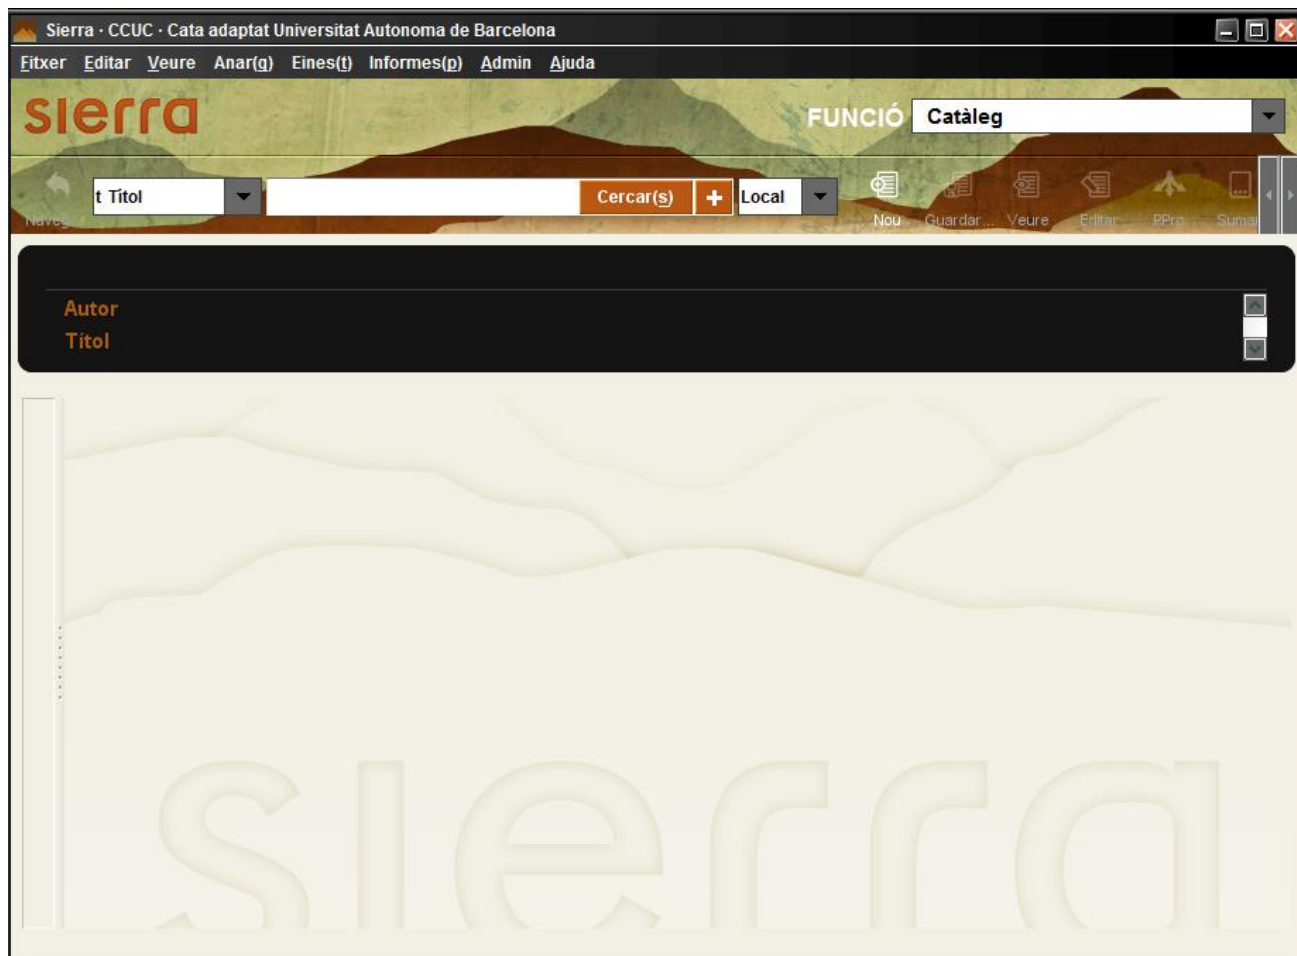 Sierra · CCUC · Cata adaptat Universitat Autonoma de Barcelona
Fitxer Editar Veure Anar(g) Eines(t) Informes(p) Admin Ajuda
sierra
FUNCIÓ Catàleg
t Títol Cercar(s) + Local
Nou Guardar... Veure Editar PPro
Autor
Títol
sierra